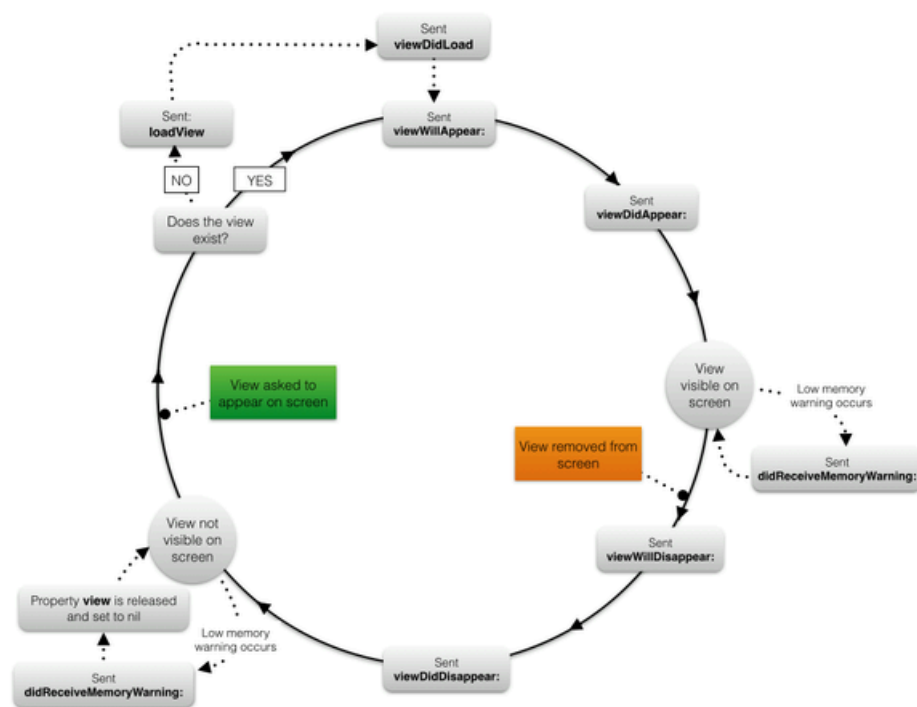 Sent
viewDidLoad
Sent:
loadView
Sent
viewWillAppear:
NO
YES
Does the view
exist?
Sent
viewDidAppear:
View asked to
appear on screen
View
visible on
screen
Low memory
warning occurs
Sent
didReceiveMemoryWarning:
View removed from
screen
Sent
viewWillDisappear:
View not
visible on
screen
Property view is released
and set to nil
Low memory
warning occurs
Sent
didReceiveMemoryWarning:
Sent
viewDidDisappear: